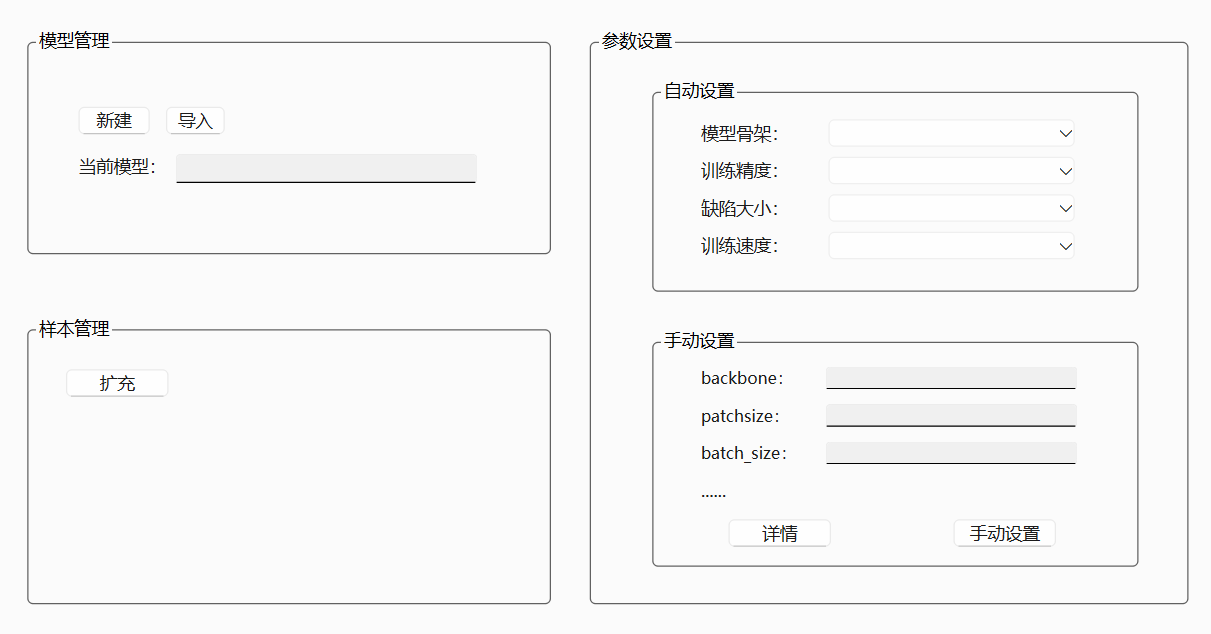 模型管理
新建
导入
当前模型：
样本管理
扩充
参数设置
自动设置
模型骨架：
训练精度：
缺陷大小：
训练速度：
手动设置
backbone：
patchsize：
batch_size：
......
详情
手动设置